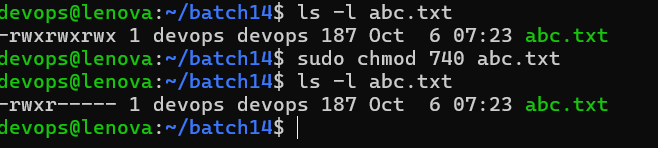 devops@lenova:~/batch14$ ls -l abc.txt
-rwxrwxrwx 1 devops devops 187 Oct  6 07:23 abc.txt
devops@lenova:~/batch14$ sudo chmod 740 abc.txt
devops@lenova:~/batch14$ ls -l abc.txt
-rwxr----- 1 devops devops 187 Oct  6 07:23 abc.txt
devops@lenova:~/batch14$